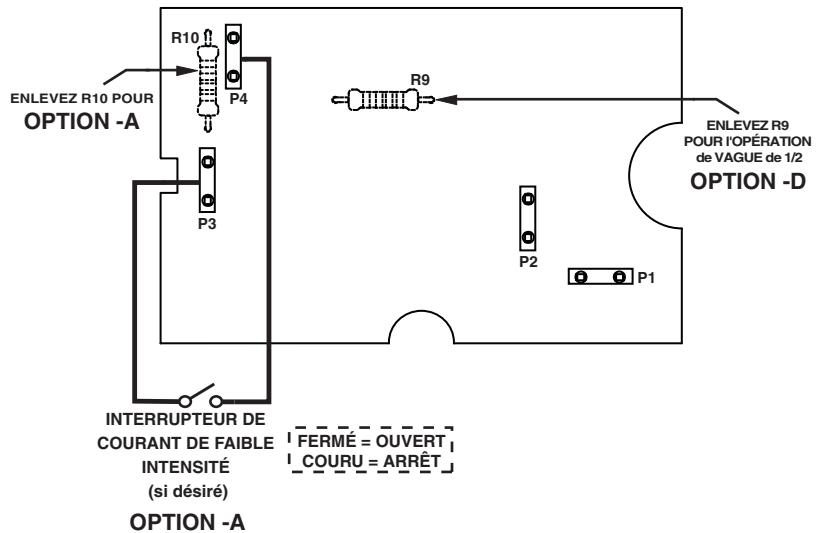 R10
P4
R9
ENLEVEZ R10 POUR
OPTION -A
ENLEVEZ R9
POUR l'OPÉRATION
de VAGUE de 1/2
OPTION -D
P3
P2
P1
INTERRUPTEUR DE
COURANT DE FAIBLE
INTENSITÉ
(si désiré)
OPTION -A
FERMÉ = OUVERT
COURU = ARRÊT